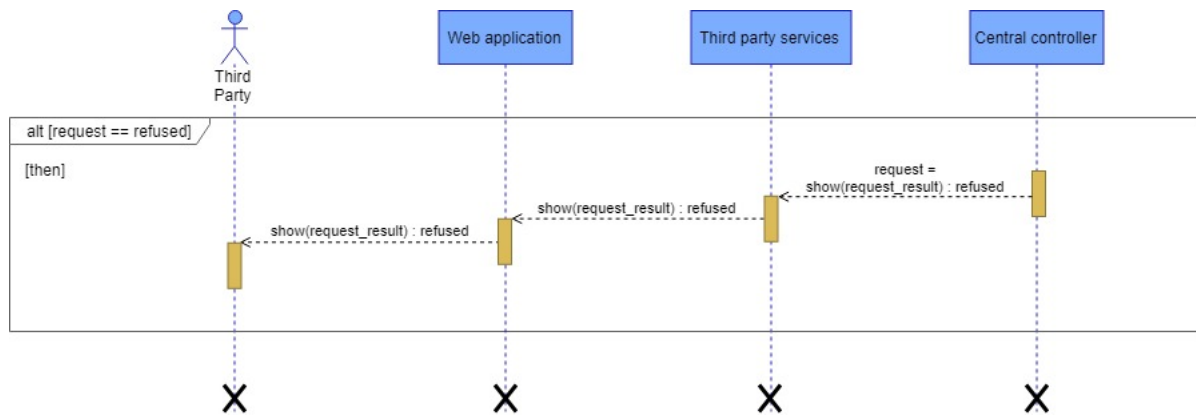 Third
Party
Web application
Third party services
Central controller
alt [request == refused]
[then]
request =
show(request_result) : refused
show(request_result) : refused
show(request_result) : refused